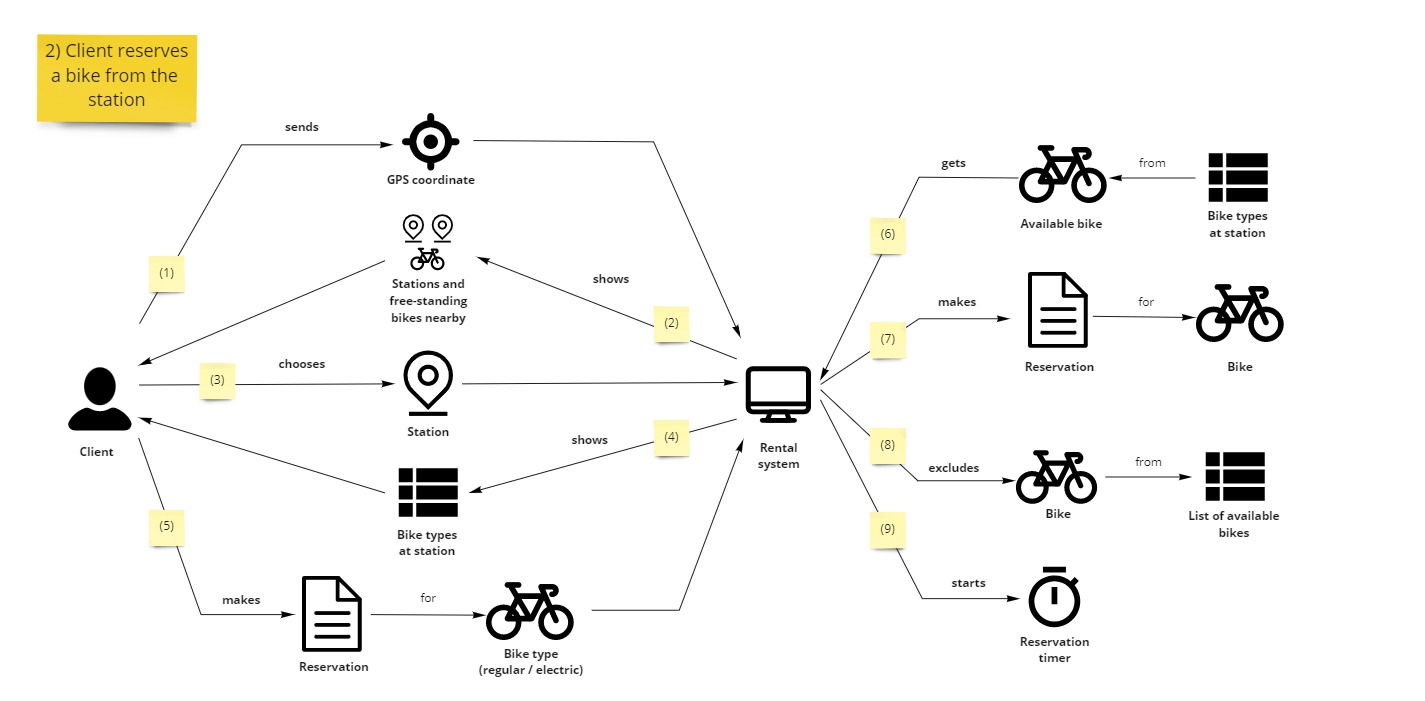 2) Client reserves
a bike from the
station
sends
GPS coordinate
(1)
Stations and
free-standing
bikes nearby
shows
(2)
(3)
chooses
Station
Client
Rental
system
shows
(4)
Bike types
at station
(5)
makes
Reservation
for
Bike type
(regular / electric)
gets
(6)
Available bike
from
Bike types
at station
(7)
makes
Reservation
for
Bike
(8)
excludes
Bike
from
List of available
bikes
(9)
starts
Reservation
timer